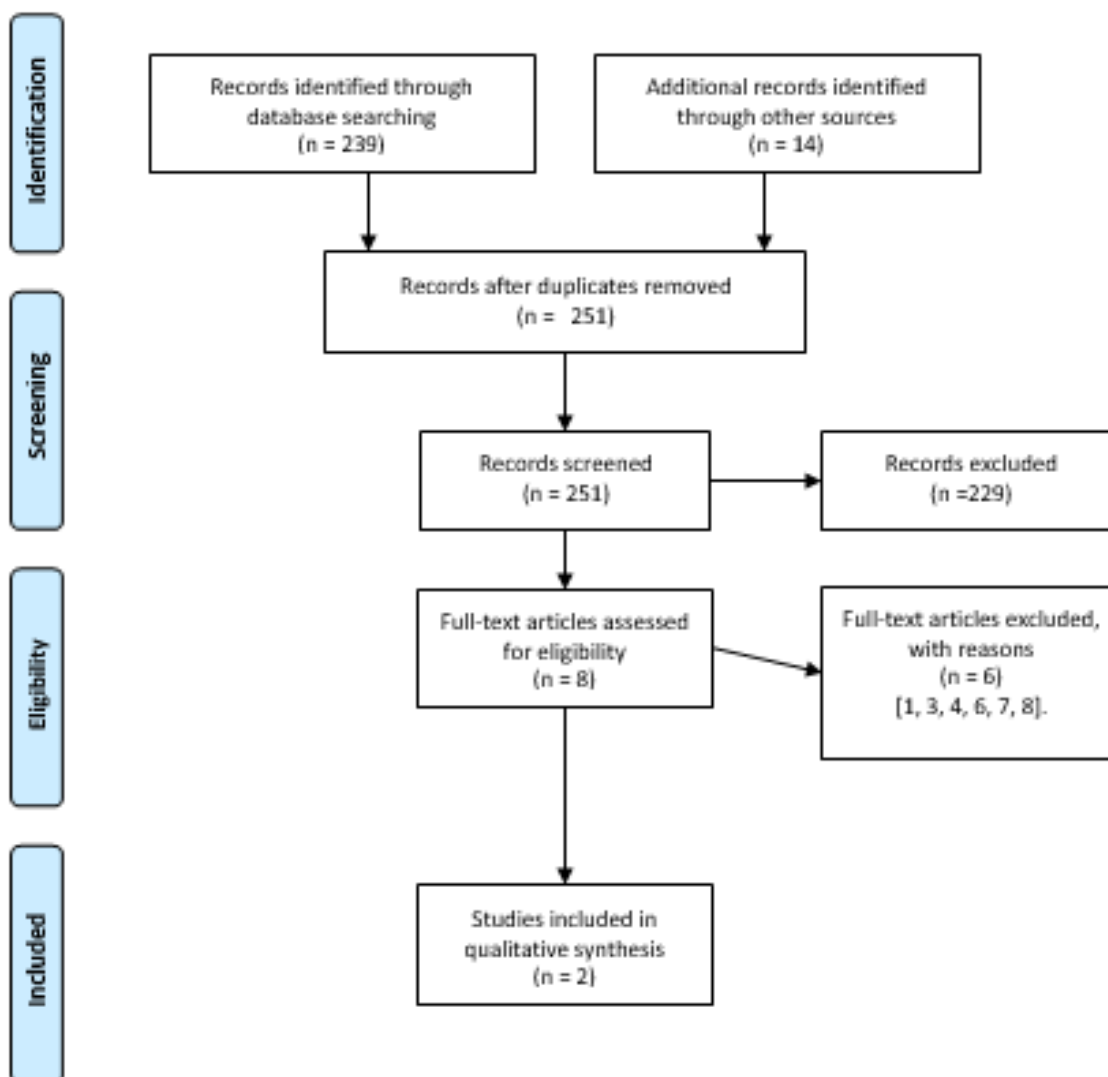 Identification
Records identified through
database searching
(n = 239)
Additional records identified
through other sources
(n = 14)
Records after duplicates removed
(n = 251)
Screening
Records screened
(n = 251)
Records excluded
(n =229)
Eligibility
Full-text articles assessed
for eligibility
(n = 8)
Full-text articles excluded,
with reasons
(n = 6)
[1, 3, 4, 6, 7, 8].
Included
Studies included in
qualitative synthesis
(n = 2)